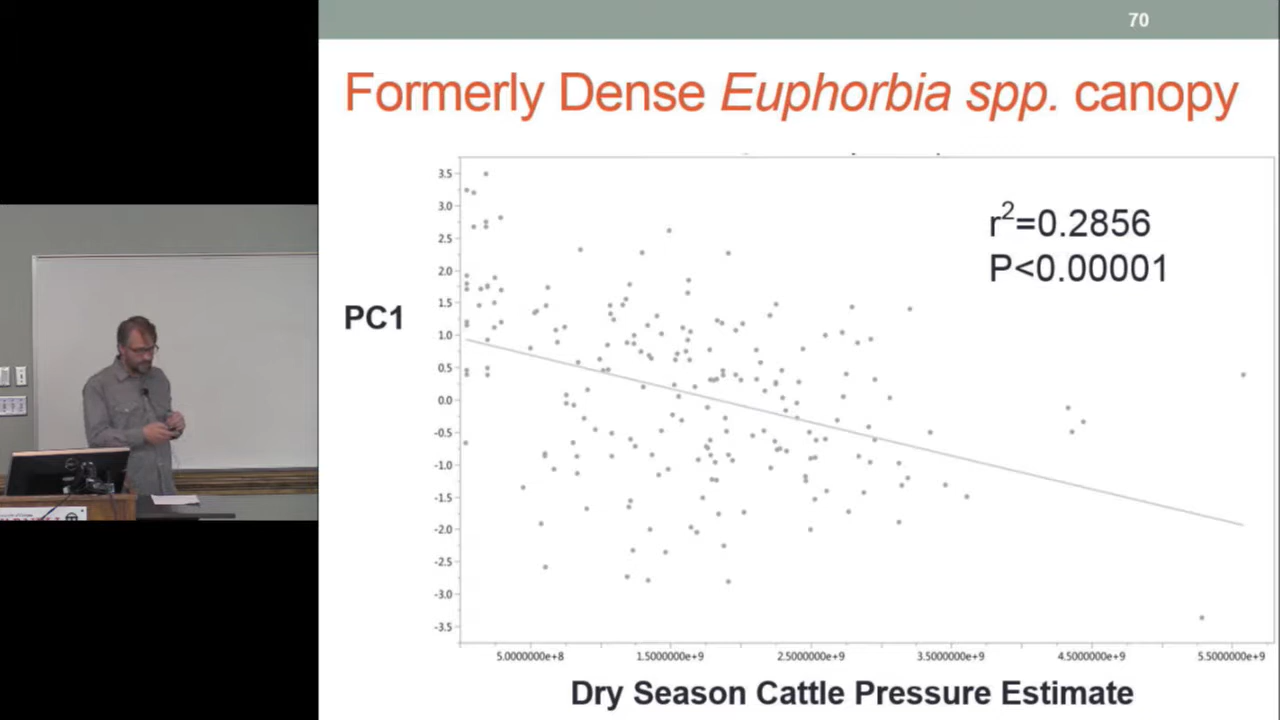 70
Formerly Dense Euphorbia spp. canopy
3.5
3.0
2.5
2.0
1.5
1.0
0.5
0.0
-0.5
-1.0
-1.5
-2.0
-2.5
-3.0
-3.5
PC1
r²=0.2856
P<0.00001
5.0000000e+8 1.5000000e+9 2.5000000e+9 3.5000000e+9 4.5000000e+9 5.5000000e+9
Dry Season Cattle Pressure Estimate